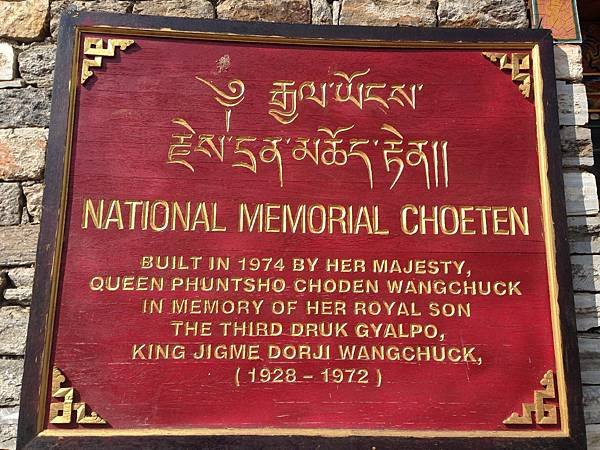 ༄ རྒྱལ་ཡོངས་
རྗེས་དྲན་མཆོད་རྟེན།།
NATIONAL MEMORIAL CHOETEN
BUILT IN 1974 BY HER MAJESTY,
QUEEN PHUNTSHO CHODEN WANGCHUCK
IN MEMORY OF HER ROYAL SON
THE THIRD DRUK GYALPO,
KING JIGME DORJI WANGCHUCK,
( 1928 - 1972 )